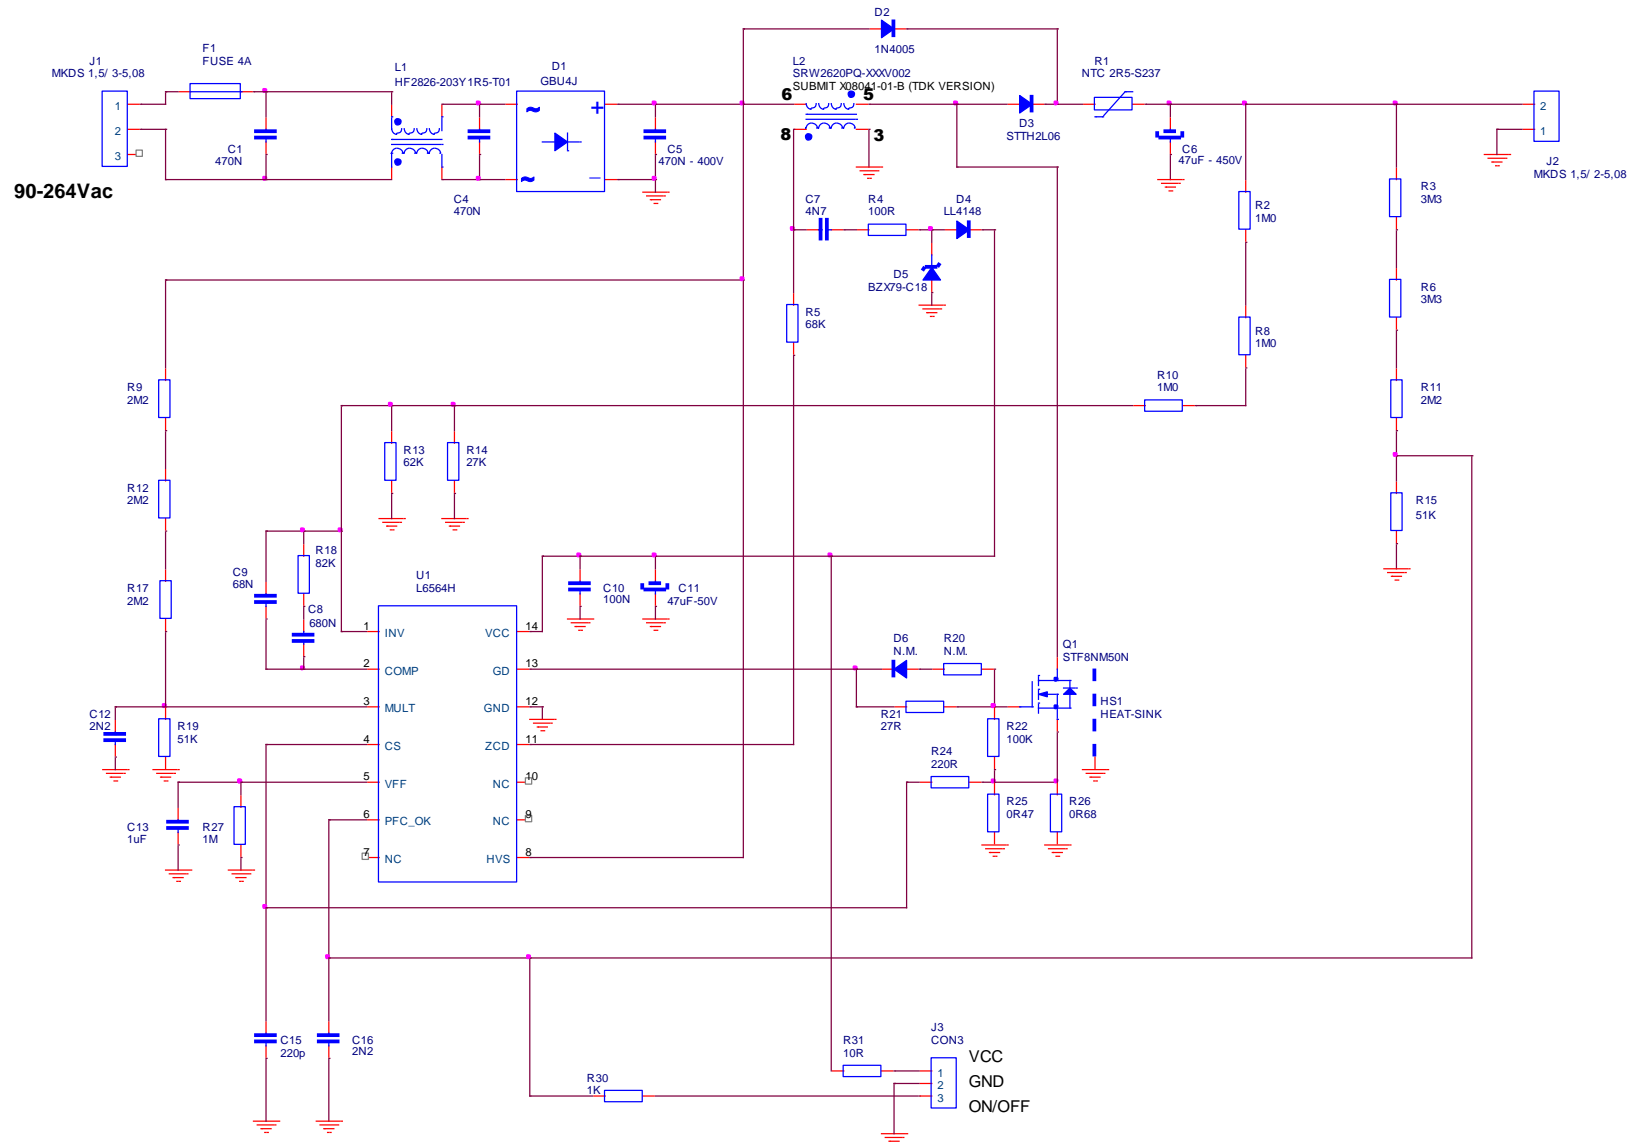 D2
1N4005
J1
MKDS 1,5/ 3-5,08
F1
FUSE 4A
L1
HF2826-203Y1R5-T01
D1
GBU4J
L2
SRW2620PQ-XXXV002
SUBMIT X08041-01-B (TDK VERSION)
R1
NTC 2R5-S237
6
5
8
3
D3
STTH2L06
1
2
3
C1
470N
C4
470N
C5
470N - 400V
C6
47uF - 450V
2
1
J2
MKDS 1,5/ 2-5,08
90-264Vac
C7
4N7
R4
100R
D4
LL4148
D5
BZX79-C18
R2
1M0
R3
3M3
R5
68K
R6
3M3
R8
1M0
R9
2M2
R10
1M0
R11
2M2
R13
62K
R14
27K
R12
2M2
R15
51K
R18
82K
C9
68N
C8
680N
R17
2M2
U1
L6564H
C10
100N
C11
47uF-50V
1
INV
VCC
14
2
COMP
GD
13
3
MULT
GND
12
4
CS
ZCD
11
5
VFF
NC
10
6
PFC_OK
NC
9
7
NC
HVS
8
D6
N.M.
R20
N.M.
Q1
STF8NM50N
HS1
HEAT-SINK
C12
2N2
R19
51K
R21
27R
R22
100K
R24
220R
C13
1uF
R27
1M
R25
0R47
R26
0R68
C15
220p
C16
2N2
R31
10R
J3
CON3
1
2
3
VCC
GND
ON/OFF
R30
1K